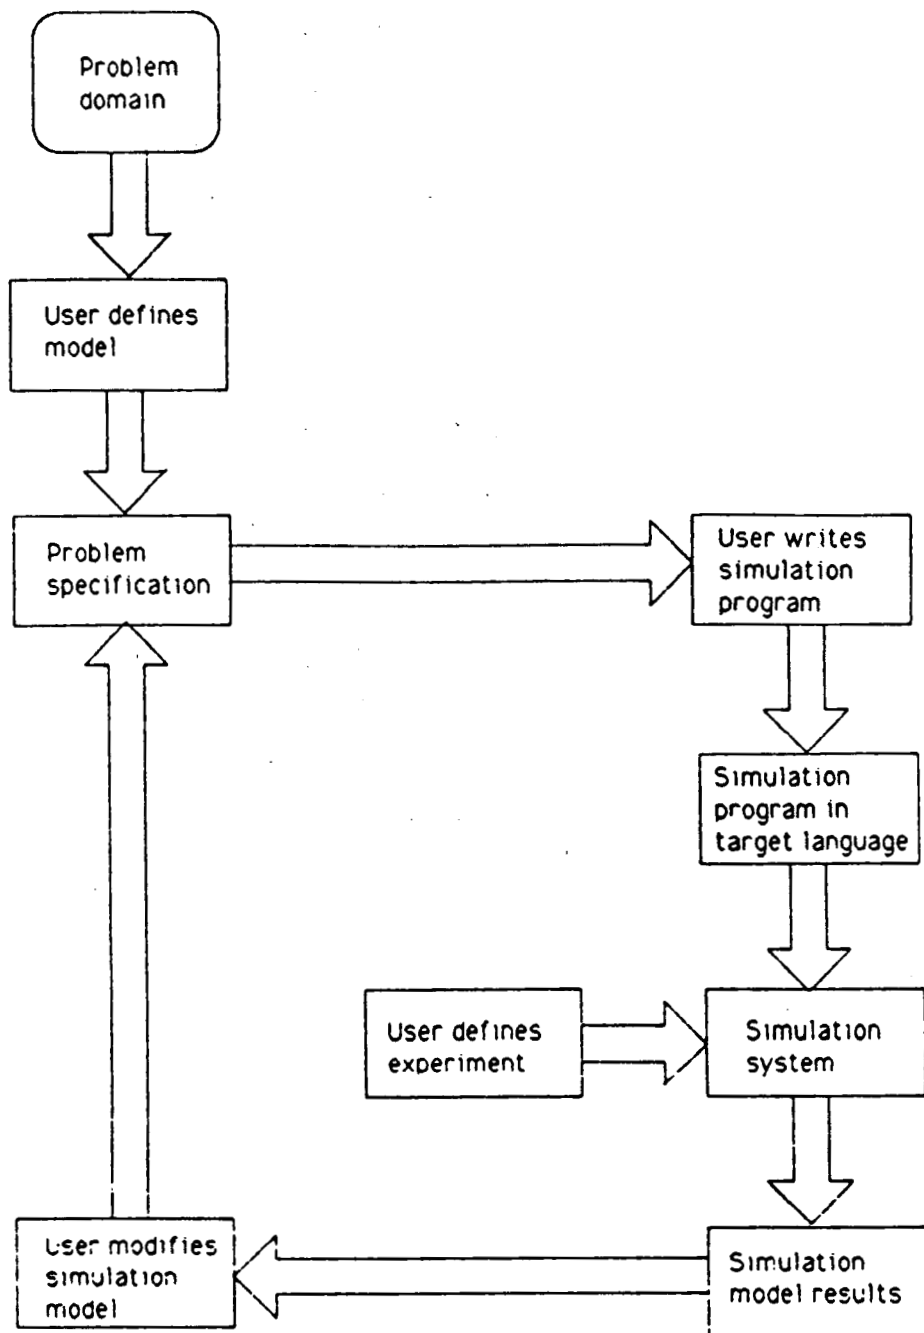 Problem
domain
User defines
model
Problem
specification
User writes
simulation
program
Simulation
program in
target language
User defines
experiment
Simulation
system
User modifies
simulation
model
Simulation
model results